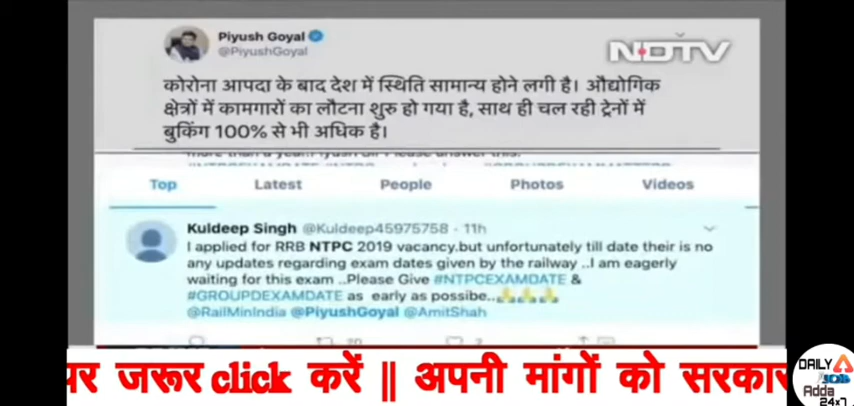 Piyush Goyal
@PiyushGoyal
NDTV
कोरोना आपदा के बाद देश में स्थिति सामान्य होने लगी है। औद्योगिक
क्षेत्रों में कामगारों का लौटना शुरु हो गया है, साथ ही चल रही ट्रेनों में
बुकिंग 100% से भी अधिक है।
Top Latest People Photos Videos
Kuldeep Singh @Kuldeep45975758 · 11h
I applied for RRB NTPC 2019 vacancy.but unfortunately till date their is no
any updates regarding exam dates given by the railway ..I am eagerly
waiting for this exam ..Please Give #NTPCEXAMDATE &
#GROUPDEXAMDATE as early as possibe..🙏🙏🙏
@RailMinIndia @PiyushGoyal @AmitShah
पर जरूर click करें || अपनी मांगों को सरकार
DAILY
JOB
Adda
24x7